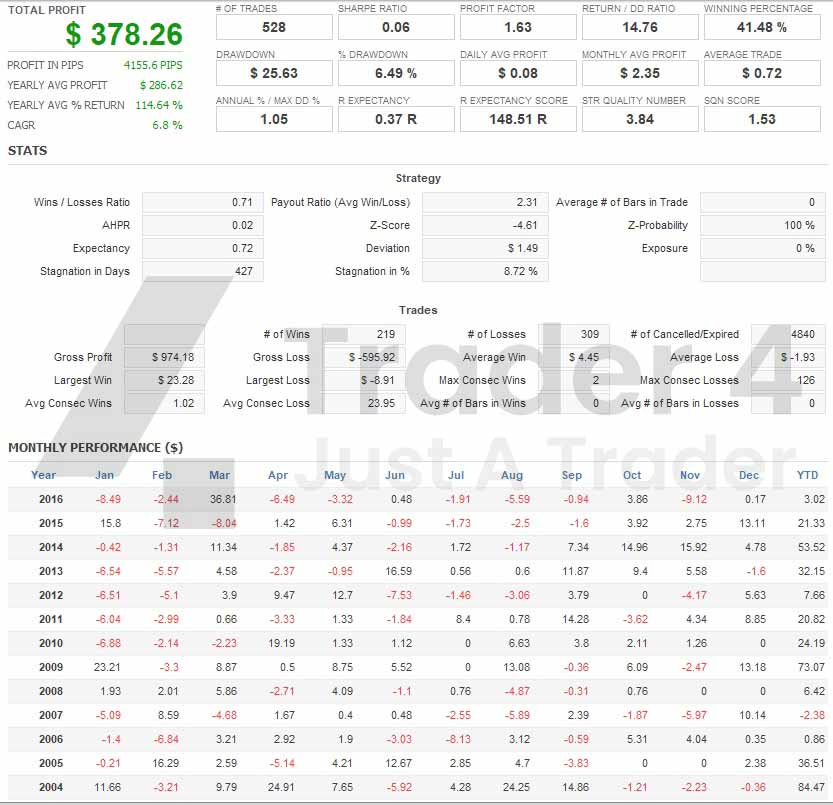 TOTAL PROFIT
$ 378.26
PROFIT IN PIPS 4155.6 PIPS
YEARLY AVG PROFIT $ 286.62
YEARLY AVG % RETURN 114.64 %
CAGR 6.8 %
# OF TRADES SHARPE RATIO PROFIT FACTOR RETURN / DD RATIO WINNING PERCENTAGE
528 0.06 1.63 14.76 41.48 %
DRAWDOWN % DRAWDOWN DAILY AVG PROFIT MONTHLY AVG PROFIT AVERAGE TRADE
$ 25.63 6.49 % $ 0.08 $ 2.35 $ 0.72
ANNUAL % / MAX DD % R EXPECTANCY R EXPECTANCY SCORE STR QUALITY NUMBER SQN SCORE
1.05 0.37 R 148.51 R 3.84 1.53
STATS
Strategy
Wins / Losses Ratio 0.71 Payout Ratio (Avg Win/Loss) 2.31 Average # of Bars in Trade 0
AHPR 0.02 Z-Score -4.61 Z-Probability 100 %
Expectancy 0.72 Deviation $ 1.49 Exposure 0 %
Stagnation in Days 427 Stagnation in % 8.72 %
Trades
# of Wins 219 # of Losses 309 # of Cancelled/Expired 4840
Gross Profit $ 974.18 Gross Loss $ -595.92 Average Win $ 4.45 Average Loss $ -1.93
Largest Win $ 23.28 Largest Loss $ -8.91 Max Consec Wins 2 Max Consec Losses 126
Avg Consec Wins 1.02 Avg Consec Loss 23.95 Avg # of Bars in Wins 0 Avg # of Bars in Losses 0
Trader 4
Just A Trader
MONTHLY PERFORMANCE ($)
Year Jan Feb Mar Apr May Jun Jul Aug Sep Oct Nov Dec YTD
2016 -8.49 -2.44 36.81 -6.49 -3.32 0.48 -1.91 -5.59 -0.94 3.86 -9.12 0.17 3.02
2015 15.8 -7.12 -8.04 1.42 6.31 -0.99 -1.73 -2.5 -1.6 3.92 2.75 13.11 21.33
2014 -0.42 -1.31 11.34 -1.85 4.37 -2.16 1.72 -1.17 7.34 14.96 15.92 4.78 53.52
2013 -6.54 -5.57 4.58 -2.37 -0.95 16.59 0.56 0.6 11.87 9.4 5.58 -1.6 32.15
2012 -6.51 -5.1 3.9 9.47 12.7 -7.53 -1.46 -3.06 3.79 0 -4.17 5.63 7.66
2011 -6.04 -2.99 0.66 -3.33 1.33 -1.84 8.4 0.78 14.28 -3.62 4.34 8.85 20.82
2010 -6.88 -2.14 -2.23 19.19 1.33 1.12 0 6.63 3.8 2.11 1.26 0 24.19
2009 23.21 -3.3 8.87 0.5 8.75 5.52 0 13.08 -0.36 6.09 -2.47 13.18 73.07
2008 1.93 2.01 5.86 -2.71 4.09 -1.1 0.76 -4.87 -0.31 0.76 0 0 6.42
2007 -5.09 8.59 -4.68 1.67 0.4 0.48 -2.55 -5.89 2.39 -1.87 -5.97 10.14 -2.38
2006 -1.4 -6.84 3.21 2.92 1.9 -3.03 -8.13 3.12 -0.59 5.31 4.04 0.35 0.86
2005 -0.21 16.29 2.59 -5.14 4.21 12.67 2.85 4.7 -3.83 0 0 2.38 36.51
2004 11.66 -3.21 9.79 24.91 7.65 -5.92 4.28 24.25 14.86 -1.21 -2.23 -0.36 84.47